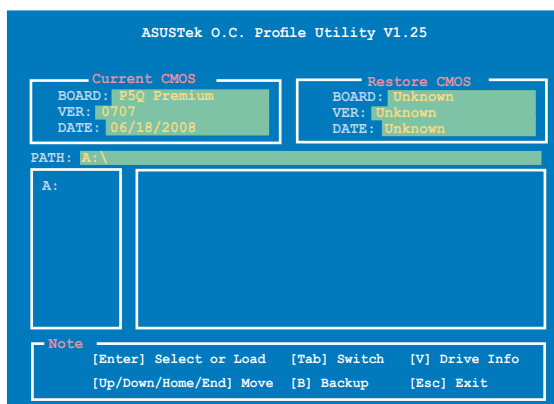 ASUSTek O.C. Profile Utility V1.25
Current CMOS
BOARD: P5Q Premium
VER: 0707
DATE: 06/18/2008
Restore CMOS
BOARD: Unknown
VER: Unknown
DATE: Unknown
PATH: A:\
A:
Note
[Enter] Select or Load [Tab] Switch [V] Drive Info
[Up/Down/Home/End] Move [B] Backup [Esc] Exit